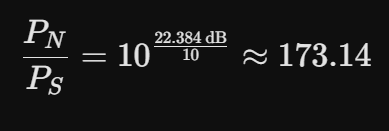 P_N/P_S = 10^(22.384 dB/10) ≈ 173.14